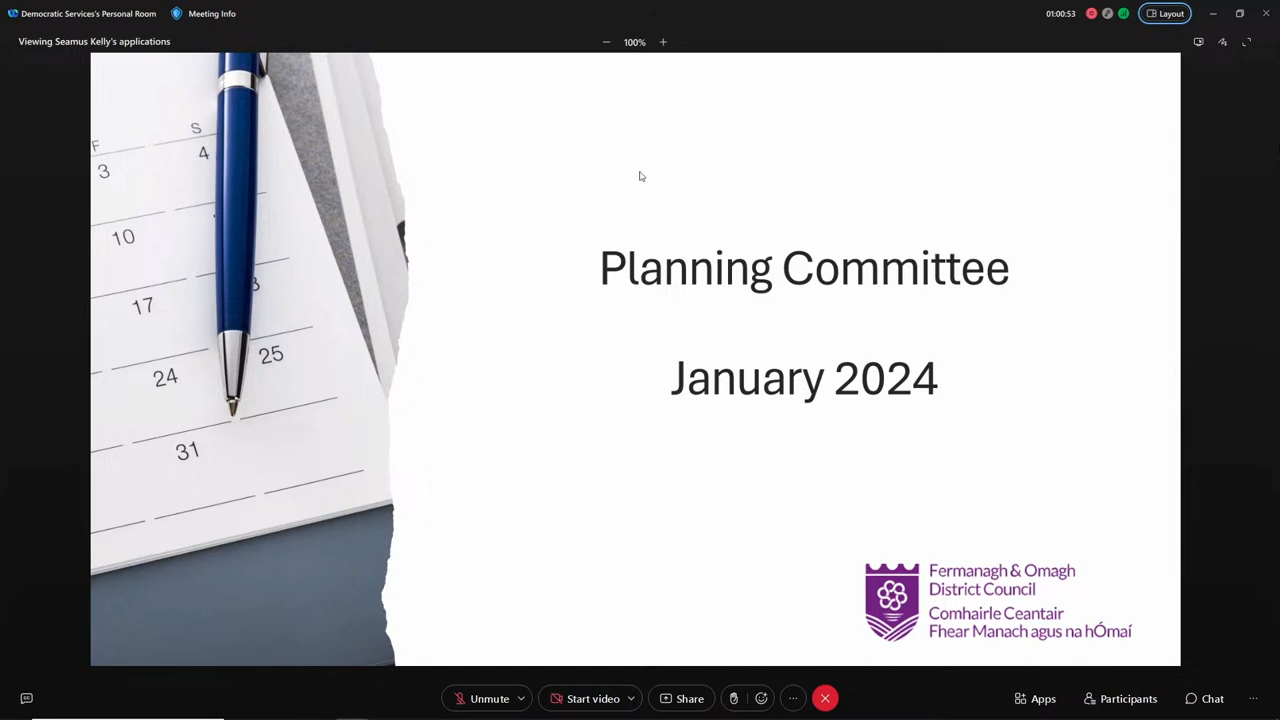 Democratic Services's Personal Room
Meeting Info
01:00:53
Layout
Viewing Seamus Kelly's applications
100%
F
S
3
4
10
17
24
25
31
Planning Committee
January 2024
Fermanagh & Omagh
District Council
Comhairle Ceantair
Fhear Manach agus na hÓmaí
Unmute
Start video
Share
Apps
Participants
Chat